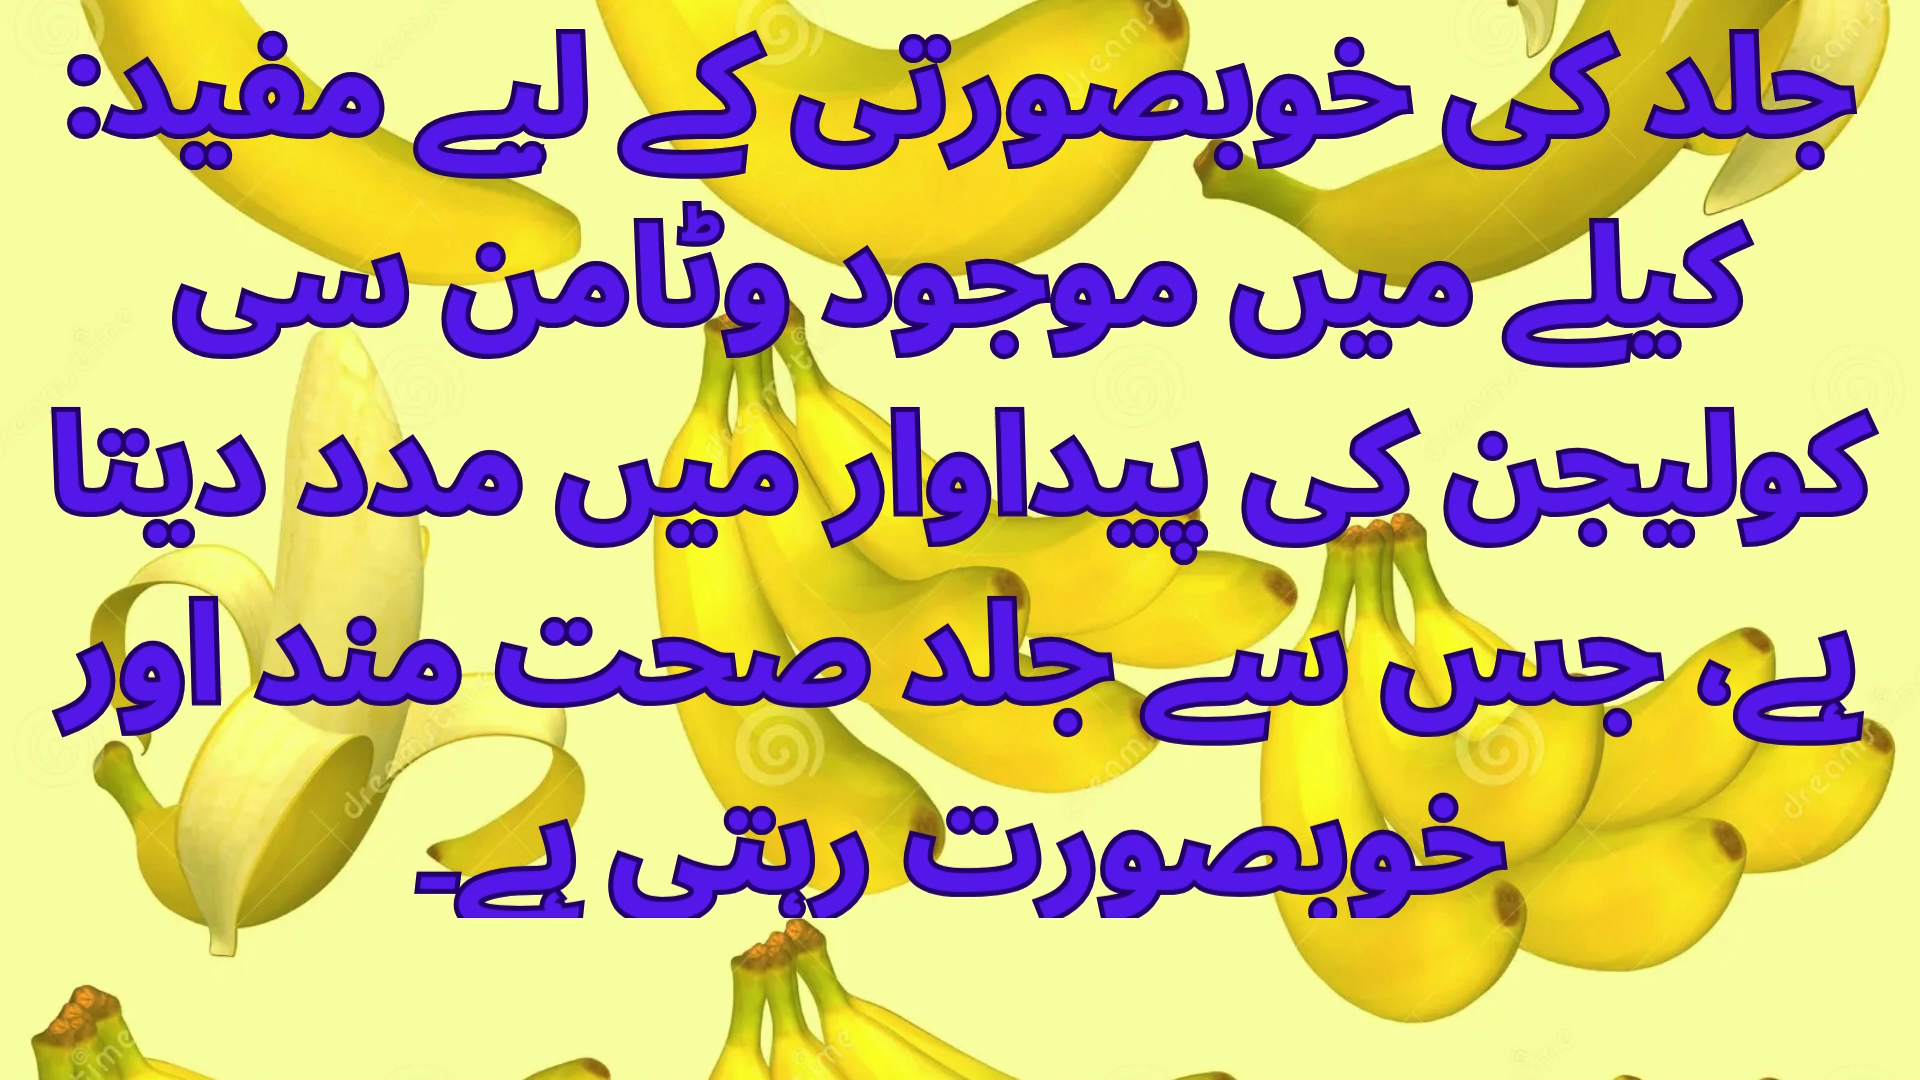 جلد کی خوبصورتی کے لیے مفید:
کیلے میں موجود وٹامن سی
کولیجن کی پیداوار میں مدد دیتا
ہے، جس سے جلد صحت مند اور
خوبصورت رہتی ہے۔